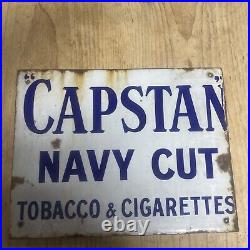 "CAPSTAN"
NAVY CUT
TOBACCO & CIGARETTES